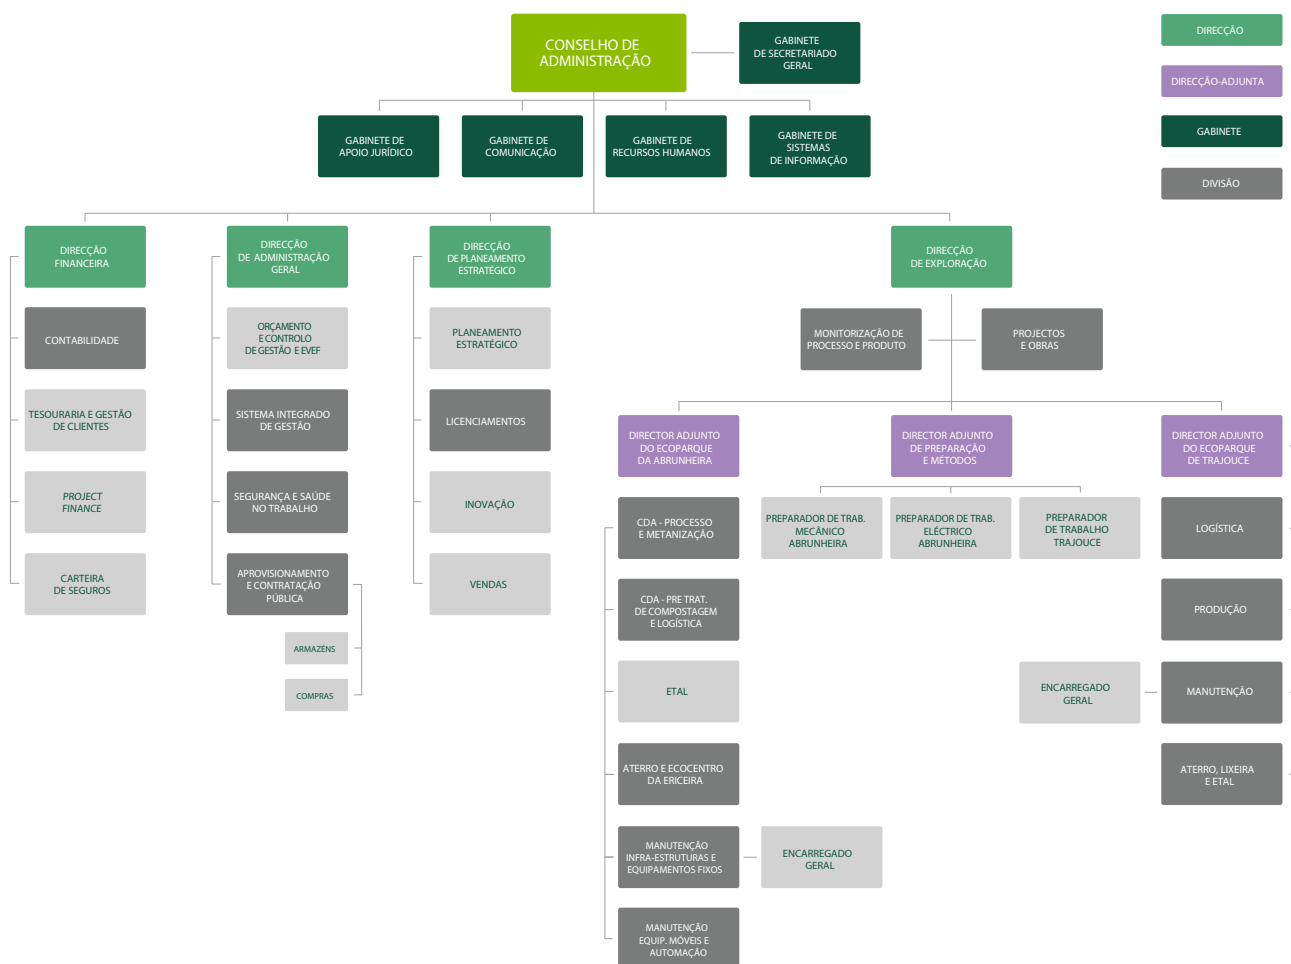 CONSELHO DE
ADMINISTRAÇÃO
GABINETE
DE SECRETARIADO
GERAL
DIRECÇÃO
DIRECÇÃO-ADJUNTA
GABINETE
DIVISÃO
GABINETE DE
APOIO JURÍDICO
GABINETE DE
COMUNICAÇÃO
GABINETE DE
RECURSOS HUMANOS
GABINETE DE
SISTEMAS
DE INFORMAÇÃO
DIRECÇÃO
FINANCEIRA
DIRECÇÃO
DE ADMINISTRAÇÃO
GERAL
DIRECÇÃO
DE PLANEAMENTO
ESTRATÉGICO
DIRECÇÃO
DE EXPLORAÇÃO
CONTABILIDADE
ORÇAMENTO
E CONTROLO
DE GESTÃO E EVEF
PLANEAMENTO
ESTRATÉGICO
MONITORIZAÇÃO DE
PROCESSO E PRODUTO
PROJECTOS
E OBRAS
TESOURARIA E GESTÃO
DE CLIENTES
SISTEMA INTEGRADO
DE GESTÃO
LICENCIAMENTOS
DIRECTOR ADJUNTO
DO ECOPARQUE
DA ABRUNHEIRA
DIRECTOR ADJUNTO
DE PREPARAÇÃO
E MÉTODOS
DIRECTOR ADJUNTO
DO ECOPARQUE
DE TRAJOUCE
PROJECT
FINANCE
SEGURANÇA E SAÚDE
NO TRABALHO
INOVAÇÃO
CDA - PROCESSO
E METANIZAÇÃO
PREPARADOR DE TRAB.
MECÂNICO
ABRUNHEIRA
PREPARADOR DE TRAB.
ELÉCTRICO
ABRUNHEIRA
PREPARADOR
DE TRABALHO
TRAJOUCE
LOGÍSTICA
CARTEIRA
DE SEGUROS
APROVISIONAMENTO
E CONTRATAÇÃO
PÚBLICA
VENDAS
CDA - PRE TRAT.
DE COMPOSTAGEM
E LOGÍSTICA
PRODUÇÃO
ARMAZÉNS
COMPRAS
ETAL
ENCARREGADO
GERAL
MANUTENÇÃO
ATERRO E ECOCENTRO
DA ERICEIRA
ATERRO, LIXEIRA
E ETAL
MANUTENÇÃO
INFRA-ESTRUTURAS E
EQUIPAMENTOS FIXOS
ENCARREGADO
GERAL
MANUTENÇÃO
EQUIP. MÓVEIS E
AUTOMAÇÃO